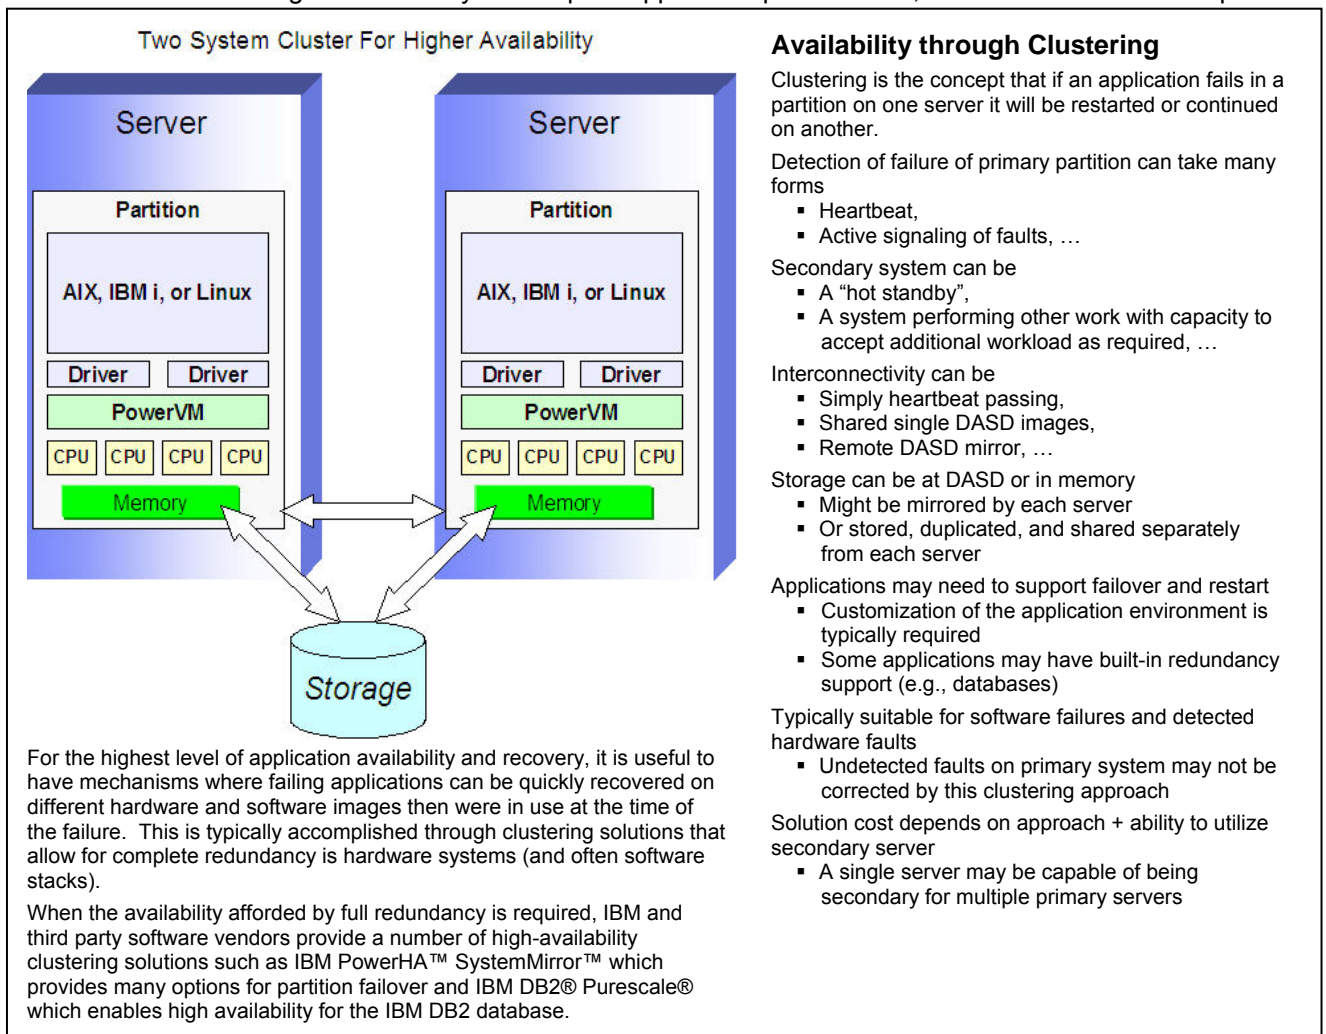 Two System Cluster For Higher Availability
Server
Partition
AIX, IBM i, or Linux
Driver Driver
PowerVM
CPU CPU CPU CPU
Memory
Server
Partition
AIX, IBM i, or Linux
Driver Driver
PowerVM
CPU CPU CPU CPU
Memory
Storage
For the highest level of application availability and recovery, it is useful to
have mechanisms where failing applications can be quickly recovered on
different hardware and software images then were in use at the time of
the failure. This is typically accomplished through clustering solutions that
allow for complete redundancy is hardware systems (and often software
stacks).
When the availability afforded by full redundancy is required, IBM and
third party software vendors provide a number of high-availability
clustering solutions such as IBM PowerHA™ SystemMirror™ which
provides many options for partition failover and IBM DB2® Purescale®
which enables high availability for the IBM DB2 database.
Availability through Clustering
Clustering is the concept that if an application fails in a
partition on one server it will be restarted or continued
on another.
Detection of failure of primary partition can take many
forms
▪ Heartbeat,
▪ Active signaling of faults, …
Secondary system can be
▪ A “hot standby”,
▪ A system performing other work with capacity to
accept additional workload as required, …
Interconnectivity can be
▪ Simply heartbeat passing,
▪ Shared single DASD images,
▪ Remote DASD mirror, …
Storage can be at DASD or in memory
▪ Might be mirrored by each server
▪ Or stored, duplicated, and shared separately
from each server
Applications may need to support failover and restart
▪ Customization of the application environment is
typically required
▪ Some applications may have built-in redundancy
support (e.g., databases)
Typically suitable for software failures and detected
hardware faults
▪ Undetected faults on primary system may not be
corrected by this clustering approach
Solution cost depends on approach + ability to utilize
secondary server
▪ A single server may be capable of being
secondary for multiple primary servers